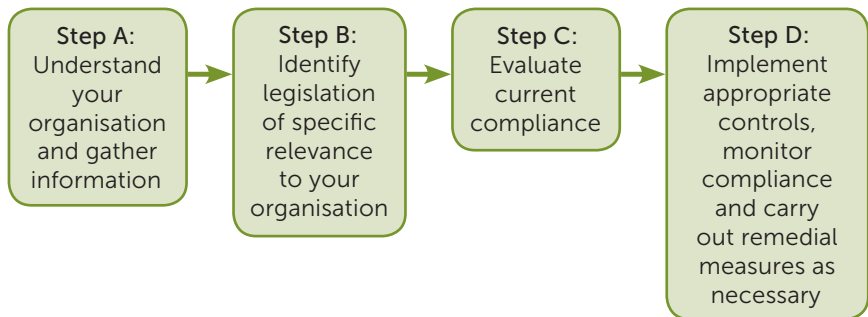 Step A:
Understand
your
organisation
and gather
information
Step B:
Identify
legislation
of specific
relevance
to your
organisation
Step C:
Evaluate
current
compliance
Step D:
Implement
appropriate
controls,
monitor
compliance
and carry
out remedial
measures as
necessary